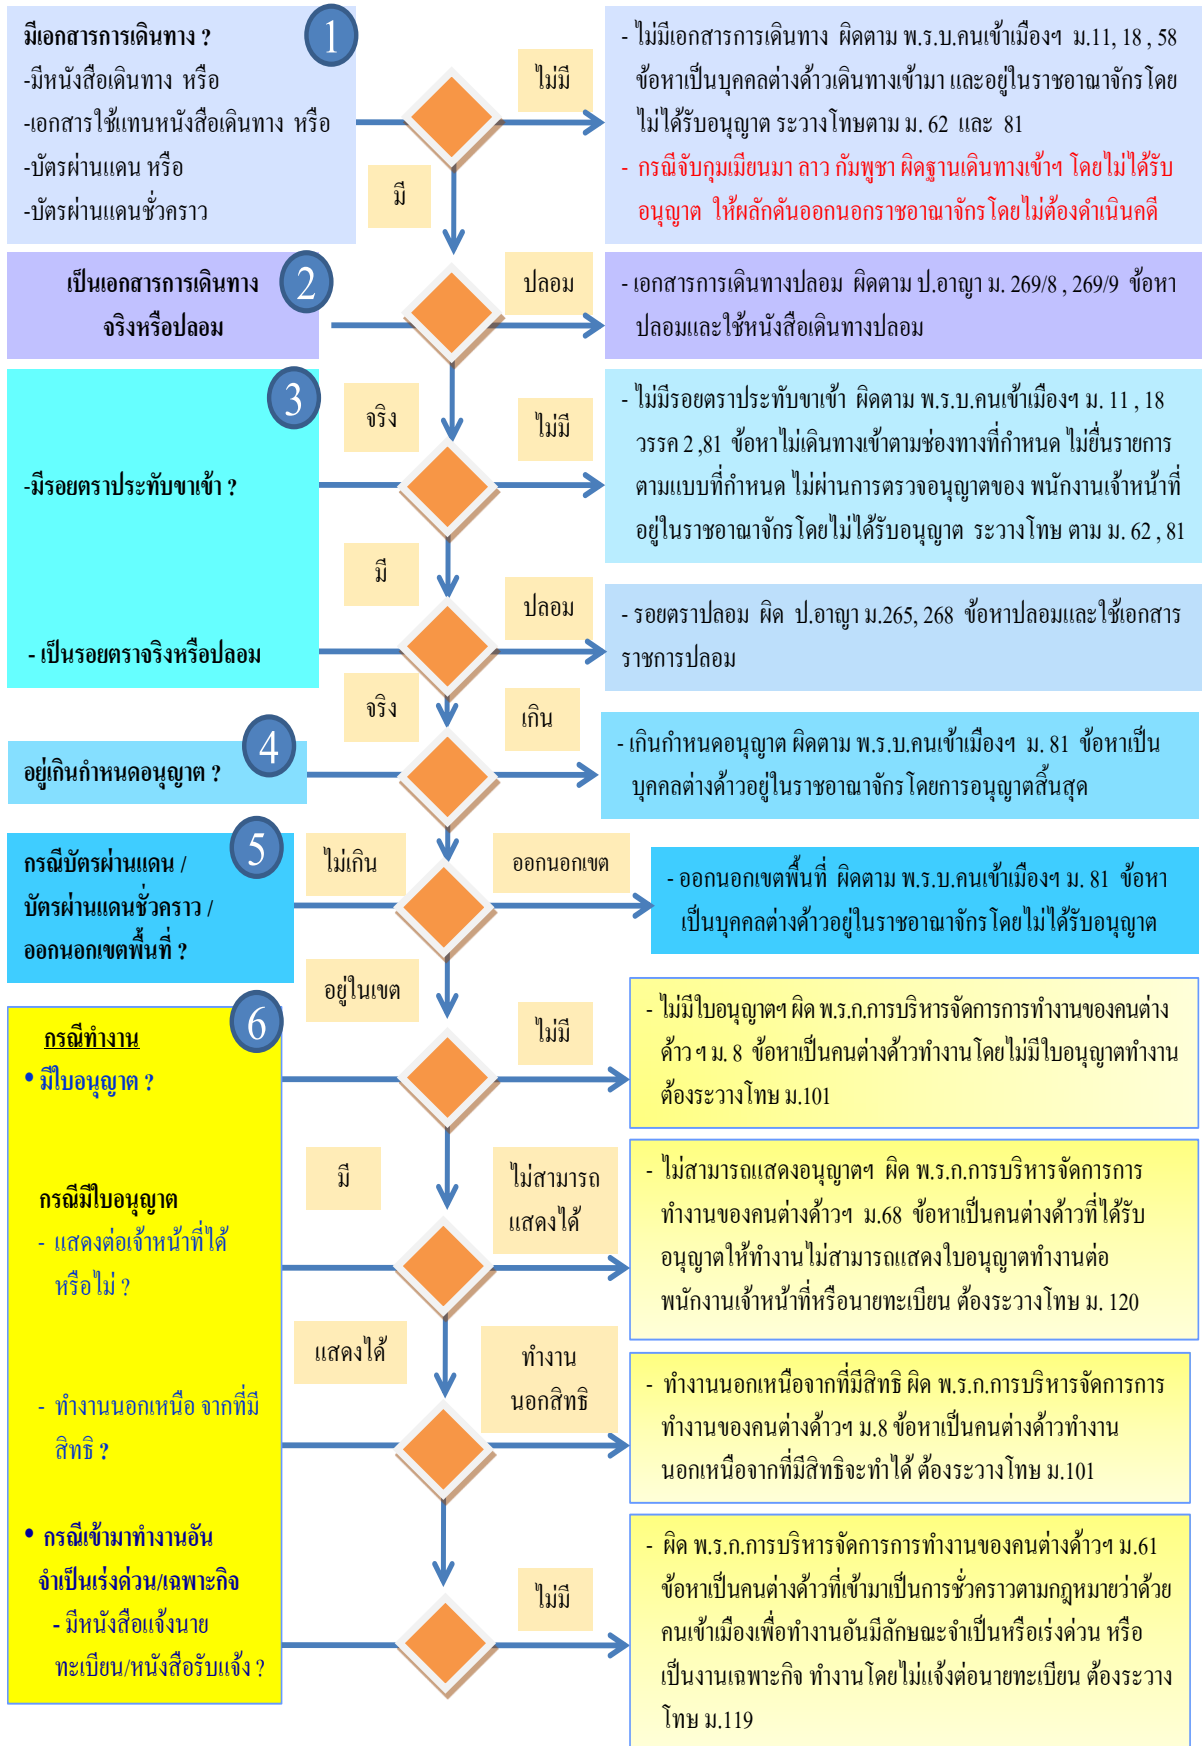 มีเอกสารการเดินทาง ?
1
-มีหนังสือเดินทาง หรือ
-เอกสารใช้แทนหนังสือเดินทาง หรือ
-บัตรผ่านแดน หรือ
-บัตรผ่านแดนชั่วคราว
ไม่มี
มี
- ไม่มีเอกสารการเดินทาง ผิดตาม พ.ร.บ.คนเข้าเมืองฯ ม.11, 18 , 58
ข้อหาเป็นบุคคลต่างด้าวเดินทางเข้ามา และอยู่ในราชอาณาจักรโดย
ไม่ได้รับอนุญาต ระวางโทษตาม ม. 62 และ 81
- กรณีจับกุมเมียนมา ลาว กัมพูชา ผิดฐานเดินทางเข้าฯ โดยไม่ได้รับ
อนุญาต ให้ผลักดันออกนอกราชอาณาจักรโดยไม่ต้องดำเนินคดี
เป็นเอกสารการเดินทาง
จริงหรือปลอม
2
ปลอม
- เอกสารการเดินทางปลอม ผิดตาม ป.อาญา ม. 269/8 , 269/9 ข้อหา
ปลอมและใช้หนังสือเดินทางปลอม
3
จริง
-มีรอยตราประทับขาเข้า ?
ไม่มี
- ไม่มีรอยตราประทับขาเข้า ผิดตาม พ.ร.บ.คนเข้าเมืองฯ ม. 11 , 18
วรรค 2 ,81 ข้อหาไม่เดินทางเข้าตามช่องทางที่กำหนด ไม่ยื่นรายการ
ตามแบบที่กำหนด ไม่ผ่านการตรวจอนุญาตของ พนักงานเจ้าหน้าที่
อยู่ในราชอาณาจักรโดยไม่ได้รับอนุญาต ระวางโทษ ตาม ม. 62 , 81
มี
- เป็นรอยตราจริงหรือปลอม
ปลอม
- รอยตราปลอม ผิด ป.อาญา ม.265, 268 ข้อหาปลอมและใช้เอกสาร
ราชการปลอม
จริง
4
อยู่เกินกำหนดอนุญาต ?
เกิน
- เกินกำหนดอนุญาต ผิดตาม พ.ร.บ.คนเข้าเมืองฯ ม. 81 ข้อหาเป็น
บุคคลต่างด้าวอยู่ในราชอาณาจักรโดยการอนุญาตสิ้นสุด
ไม่เกิน
5
กรณีบัตรผ่านแดน /
บัตรผ่านแดนชั่วคราว /
ออกนอกเขตพื้นที่ ?
ออกนอกเขต
- ออกนอกเขตพื้นที่ ผิดตาม พ.ร.บ.คนเข้าเมืองฯ ม. 81 ข้อหา
เป็นบุคคลต่างด้าวอยู่ในราชอาณาจักรโดยไม่ได้รับอนุญาต
อยู่ในเขต
6
กรณีทำงาน
• มีใบอนุญาต ?
ไม่มี
- ไม่มีใบอนุญาตฯ ผิด พ.ร.ก.การบริหารจัดการการทำงานของคนต่าง
ด้าว ฯ ม. 8 ข้อหาเป็นคนต่างด้าวทำงานโดยไม่มีใบอนุญาตทำงาน
ต้องระวางโทษ ม.101
มี
กรณีมีใบอนุญาต
- แสดงต่อเจ้าหน้าที่ได้
หรือไม่ ?
ไม่สามารถ
แสดงได้
- ไม่สามารถแสดงอนุญาตฯ ผิด พ.ร.ก.การบริหารจัดการการ
ทำงานของคนต่างด้าวฯ ม.68 ข้อหาเป็นคนต่างด้าวที่ได้รับ
อนุญาตให้ทำงานไม่สามารถแสดงใบอนุญาตทำงานต่อ
พนักงานเจ้าหน้าที่หรือนายทะเบียน ต้องระวางโทษ ม. 120
แสดงได้
- ทำงานนอกเหนือ จากที่มี
สิทธิ ?
ทำงาน
นอกสิทธิ
- ทำงานนอกเหนือจากที่มีสิทธิ ผิด พ.ร.ก.การบริหารจัดการการ
ทำงานของคนต่างด้าวฯ ม.8 ข้อหาเป็นคนต่างด้าวทำงาน
นอกเหนือจากที่มีสิทธิจะทำได้ ต้องระวางโทษ ม.101
• กรณีเข้ามาทำงานอัน
จำเป็นเร่งด่วน/เฉพาะกิจ
- มีหนังสือแจ้งนาย
ทะเบียน/หนังสือรับแจ้ง ?
ไม่มี
- ผิด พ.ร.ก.การบริหารจัดการการทำงานของคนต่างด้าวฯ ม.61
ข้อหาเป็นคนต่างด้าวที่เข้ามาเป็นการชั่วคราวตามกฎหมายว่าด้วย
คนเข้าเมืองเพื่อทำงานอันมีลักษณะจำเป็นหรือเร่งด่วน หรือ
เป็นงานเฉพาะกิจ ทำงานโดยไม่แจ้งต่อนายทะเบียน ต้องระวาง
โทษ ม.119